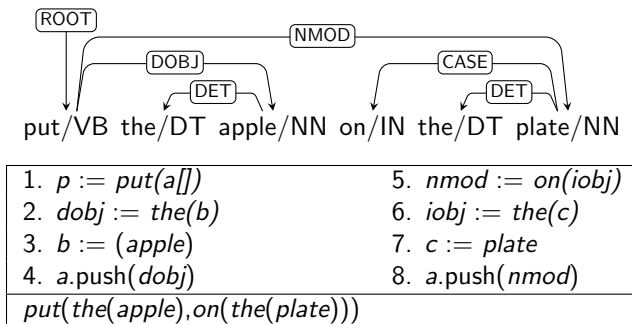 ROOT
NMOD
DOBJ CASE
DET DET
put/VB the/DT apple/NN on/IN the/DT plate/NN
1. p := put(a[]) 5. nmod := on(iobj)
2. dobj := the(b) 6. iobj := the(c)
3. b := (apple) 7. c := plate
4. a.push(dobj) 8. a.push(nmod)
put(the(apple),on(the(plate)))